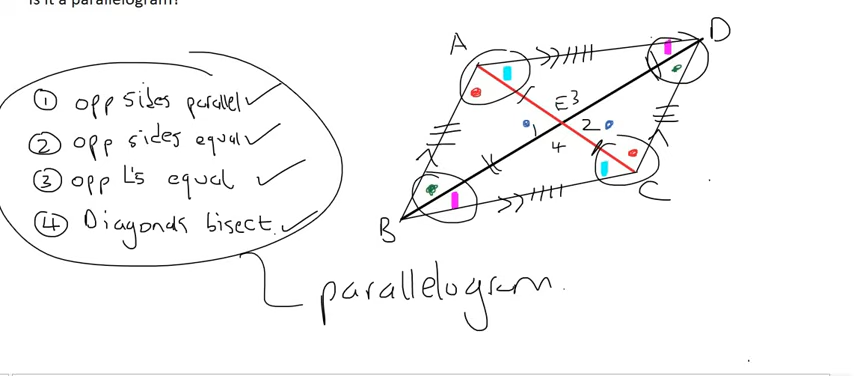 is it a parallelogram?
① opp sides parallel ✓
② opp sides equal ✓
③ opp L's equal ✓
④ Diagonals bisect. ✓
parallelogram.
A
D
E 3
1
2
4
B
C